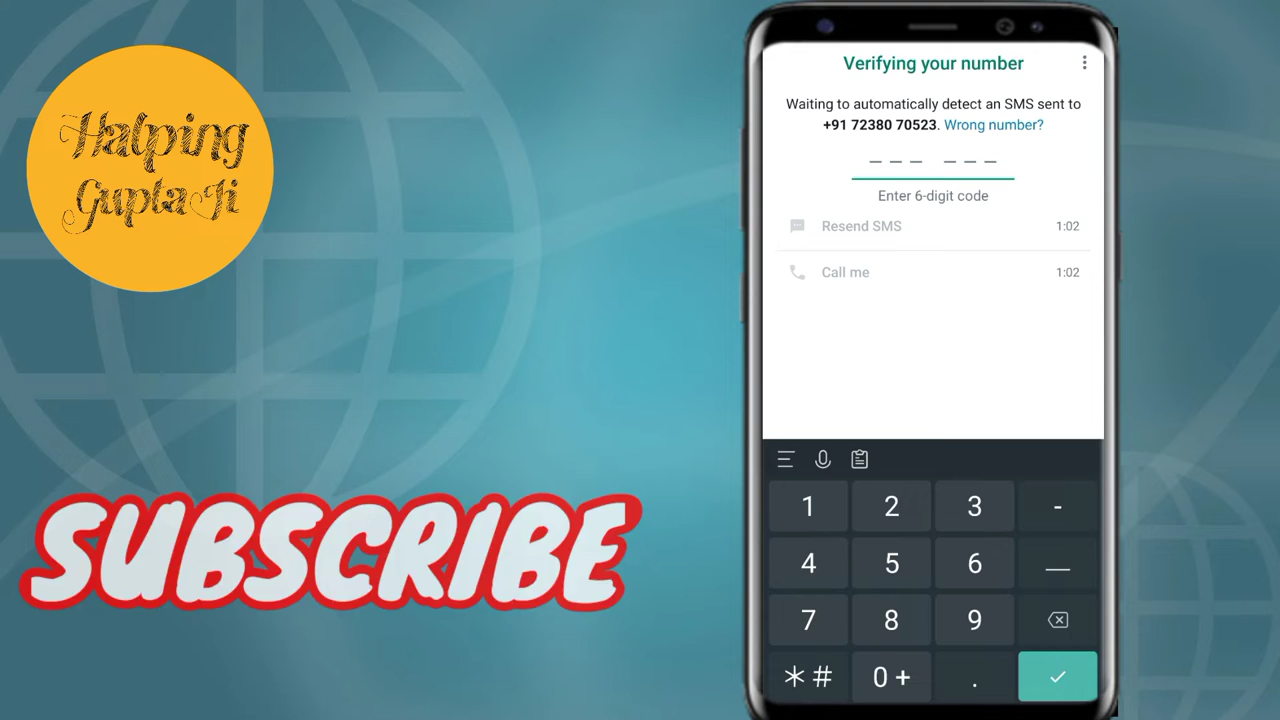 Halping
Gupta Ji
SUBSCRIBE
Verifying your number
Waiting to automatically detect an SMS sent to
+91 72380 70523. Wrong number?
_ _ _ _ _ _
Enter 6-digit code
Resend SMS 1:02
Call me 1:02
1 2 3 -
4 5 6 _
7 8 9
*# 0+ .